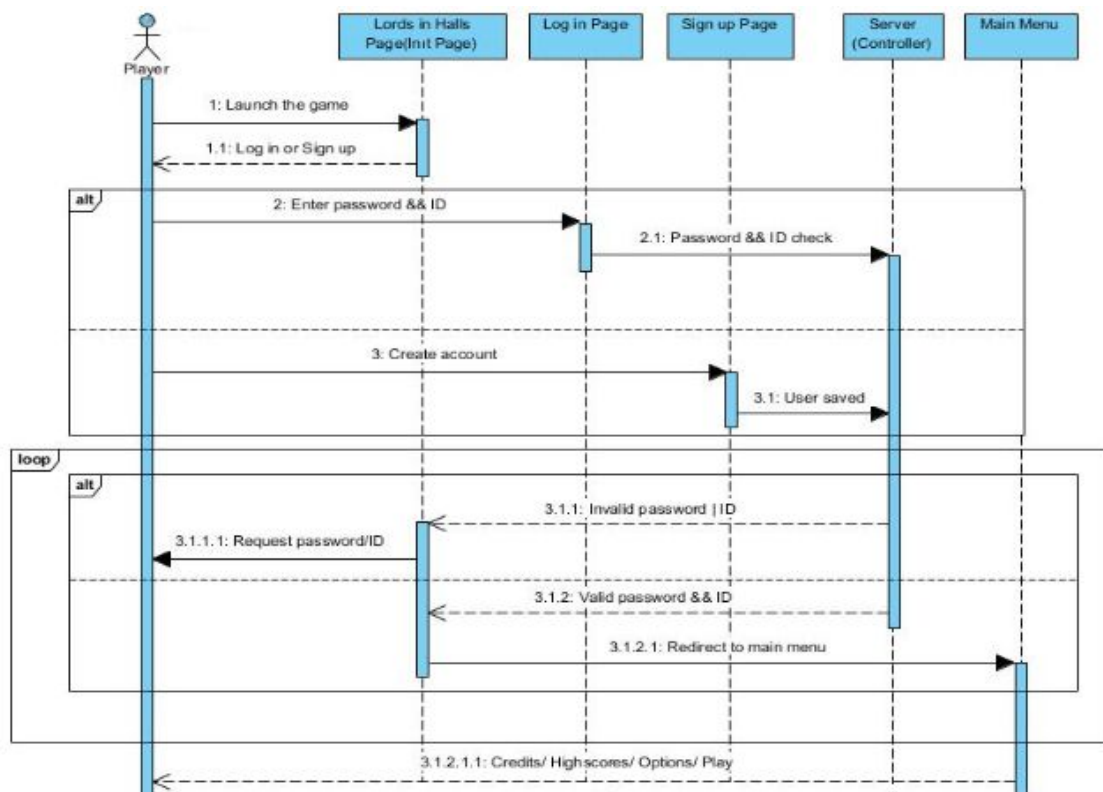 Player
Lords in Halls
Page(Init Page)
Log in Page
Sign up Page
Server
(Controller)
Main Menu
1: Launch the game
1.1: Log in or Sign up
alt
2: Enter password && ID
2.1: Password && ID check
3: Create account
3.1: User saved
loop
alt
3.1.1: Invalid password | ID
3.1.1.1: Request password/ID
3.1.2: Valid password && ID
3.1.2.1: Redirect to main menu
3.1.2.1.1: Credits/ Highscores/ Options/ Play